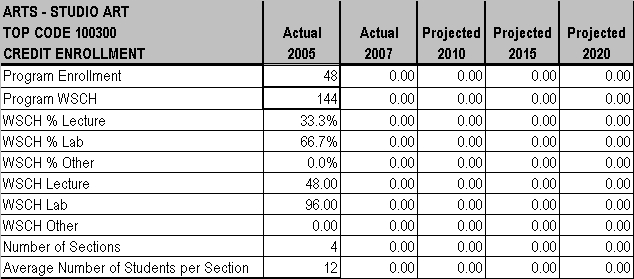 ARTS - STUDIO ART
TOP CODE 100300 Actual Actual Projected Projected Projected
CREDIT ENROLLMENT 2005 2007 2010 2015 2020
Program Enrollment 48 0.00 0.00 0.00 0.00
Program WSCH 144 0.00 0.00 0.00 0.00
WSCH % Lecture 33.3% 0.00 0.00 0.00 0.00
WSCH % Lab 66.7% 0.00 0.00 0.00 0.00
WSCH % Other 0.0% 0.00 0.00 0.00 0.00
WSCH Lecture 48.00 0.00 0.00 0.00 0.00
WSCH Lab 96.00 0.00 0.00 0.00 0.00
WSCH Other 0.00 0.00 0.00 0.00 0.00
Number of Sections 4 0.00 0.00 0.00 0.00
Average Number of Students per Section 12 0.00 0.00 0.00 0.00